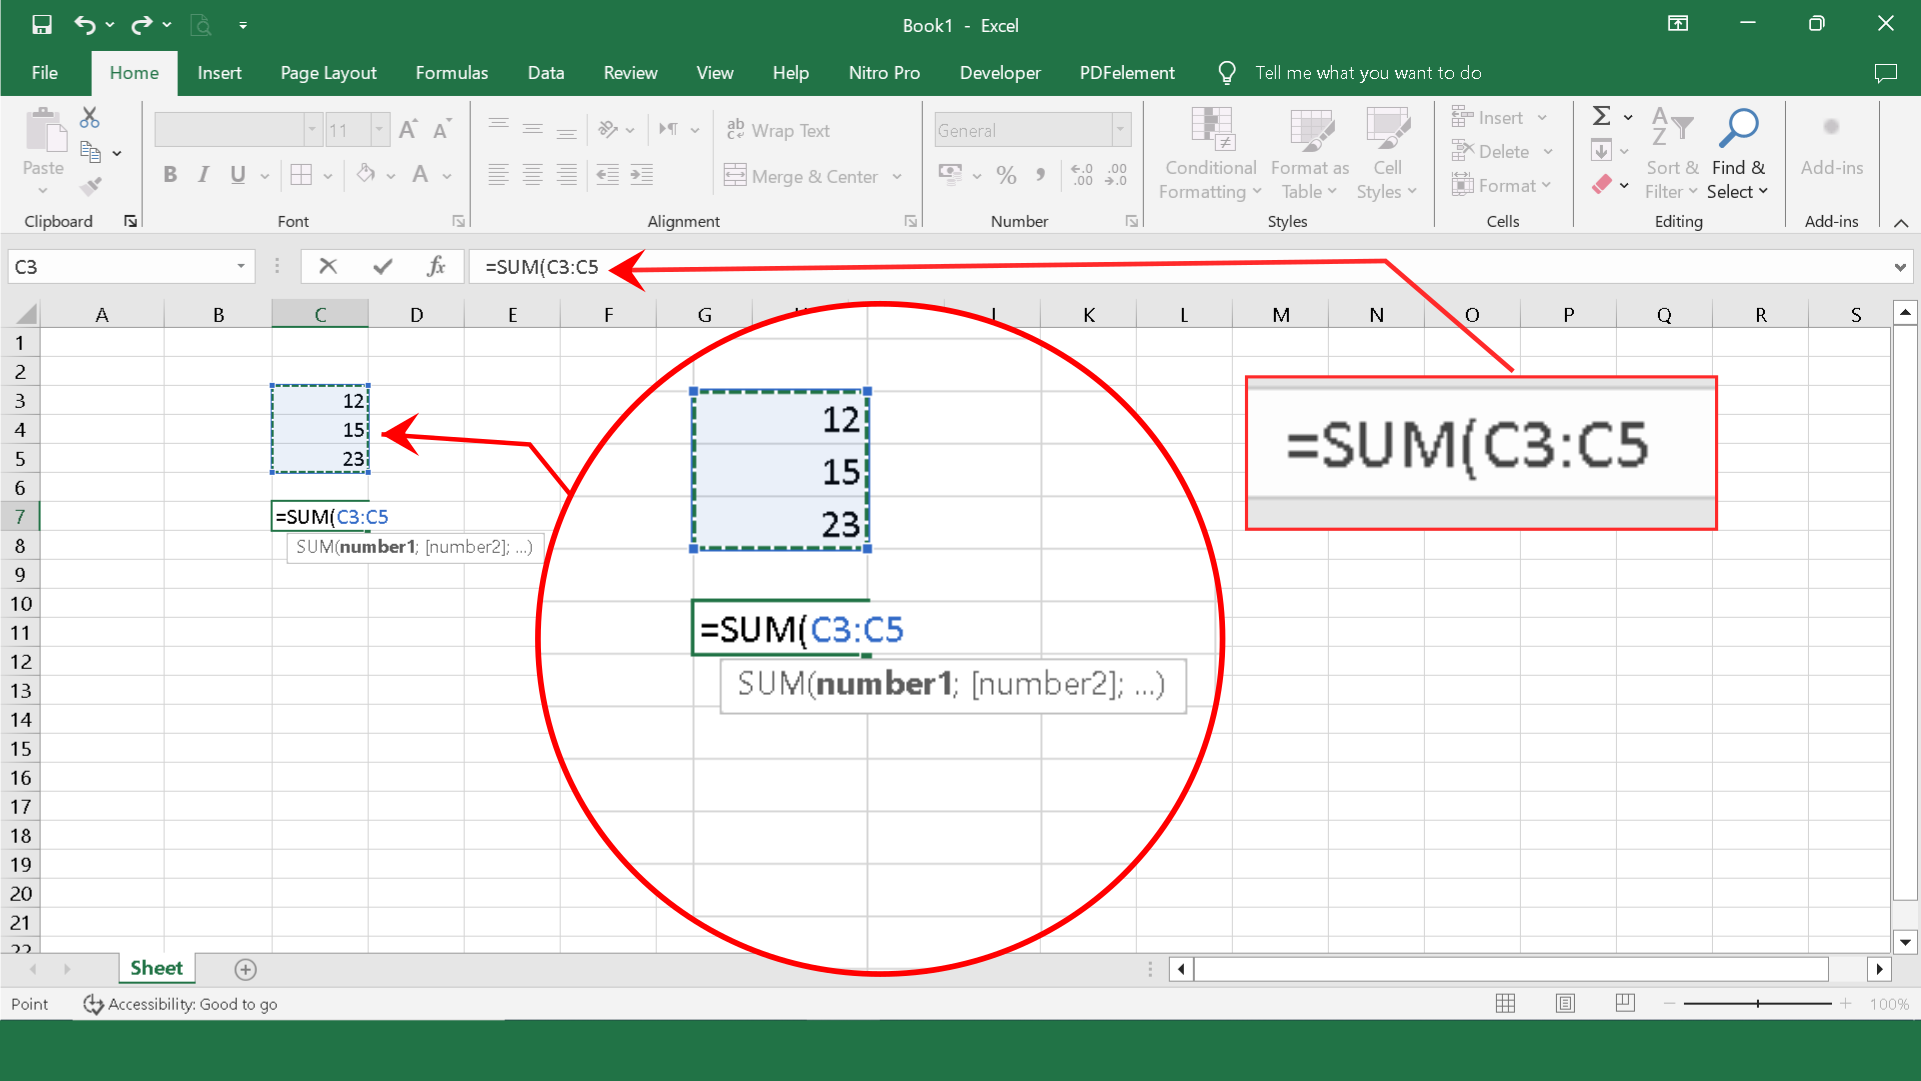 Book1 - Excel
File Home Insert Page Layout Formulas Data Review View Help Nitro Pro Developer PDFelement Tell me what you want to do
Paste
Clipboard
11
B I U A
Font
ab Wrap Text
Merge & Center
Alignment
General
% ,
Number
Conditional Formatting
Format as Table
Cell Styles
Styles
Insert
Delete
Format
Cells
Sort & Filter
Find & Select
Editing
Add-ins
Add-ins
C3 fx =SUM(C3:C5
A B C D E F G I K L M N O P Q R S
1
2
3 12
4 15
5 23
6
7 =SUM(C3:C5
8 SUM(number1; [number2]; ...)
9
10
11
12
13
14
15
16
17
18
19
20
21
22
12
15
23
=SUM(C3:C5
SUM(number1; [number2]; ...)
=SUM(C3:C5
Sheet
Point Accessibility: Good to go 100%